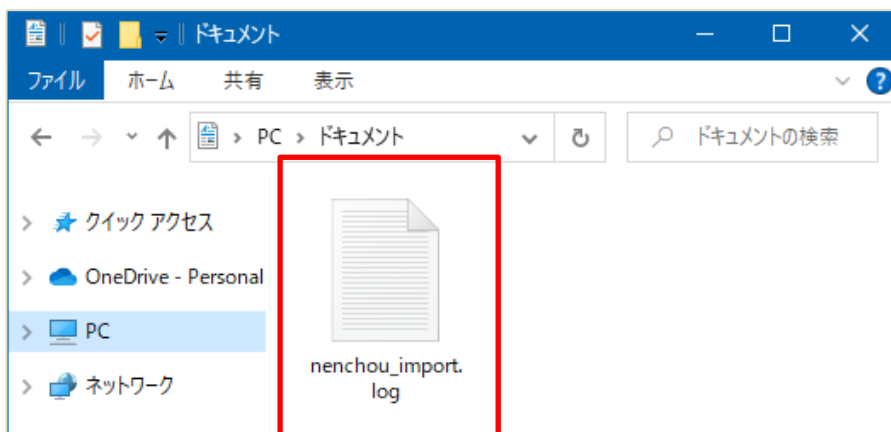 ドキュメント
ファイル ホーム 共有 表示
PC ドキュメント ドキュメントの検索
クイック アクセス
OneDrive - Personal
PC
ネットワーク
nenchou_import.
log